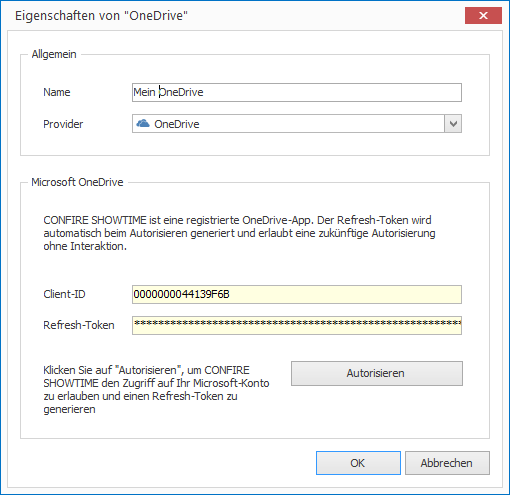 Eigenschaften von "OneDrive"
Allgemein
Name
Mein OneDrive
Provider
OneDrive
Microsoft OneDrive
CONFIRE SHOWTIME ist eine registrierte OneDrive-App. Der Refresh-Token wird
automatisch beim Autorisieren generiert und erlaubt eine zukünftige Autorisierung
ohne Interaktion.
Client-ID
0000000044139F6B
Refresh-Token
*******************************************************
Klicken Sie auf "Autorisieren", um CONFIRE
SHOWTIME den Zugriff auf Ihr Microsoft-Konto
zu erlauben und einen Refresh-Token zu
generieren
Autorisieren
OK
Abbrechen